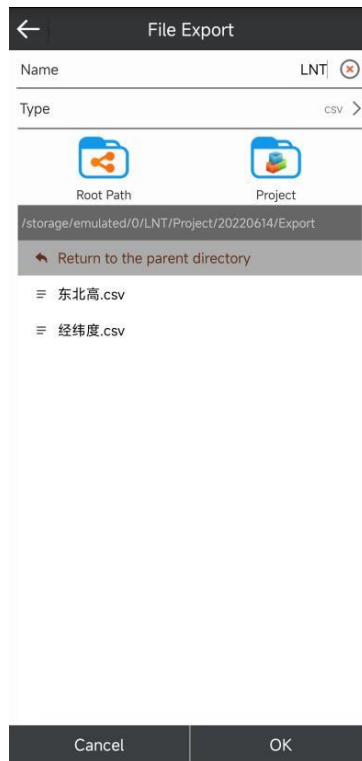 File Export
Name LNT
Type csv
Root Path Project
/storage/emulated/0/LNT/Project/20220614/Export
Return to the parent directory
东北高.csv
经纬度.csv
Cancel OK